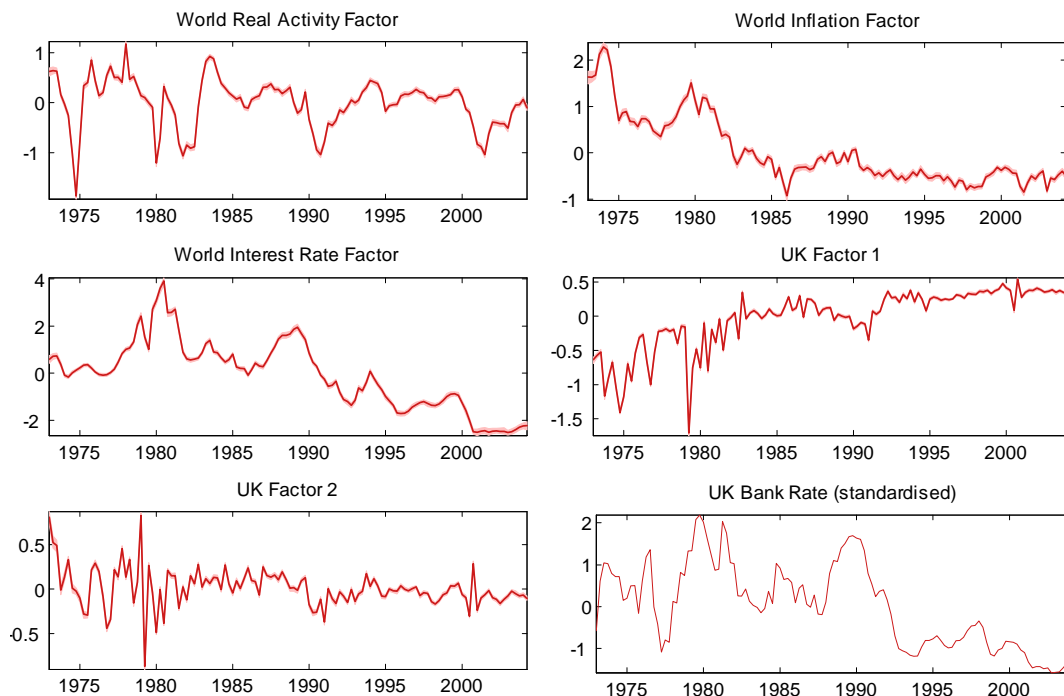 World Real Activity Factor
1
0
-1
1975 1980 1985 1990 1995 2000
World Inflation Factor
2
1
0
-1
1975 1980 1985 1990 1995 2000
World Interest Rate Factor
4
2
0
-2
1975 1980 1985 1990 1995 2000
UK Factor 1
0.5
0
-0.5
-1
-1.5
1975 1980 1985 1990 1995 2000
UK Factor 2
0.5
0
-0.5
1975 1980 1985 1990 1995 2000
UK Bank Rate (standardised)
2
1
0
-1
1975 1980 1985 1990 1995 2000